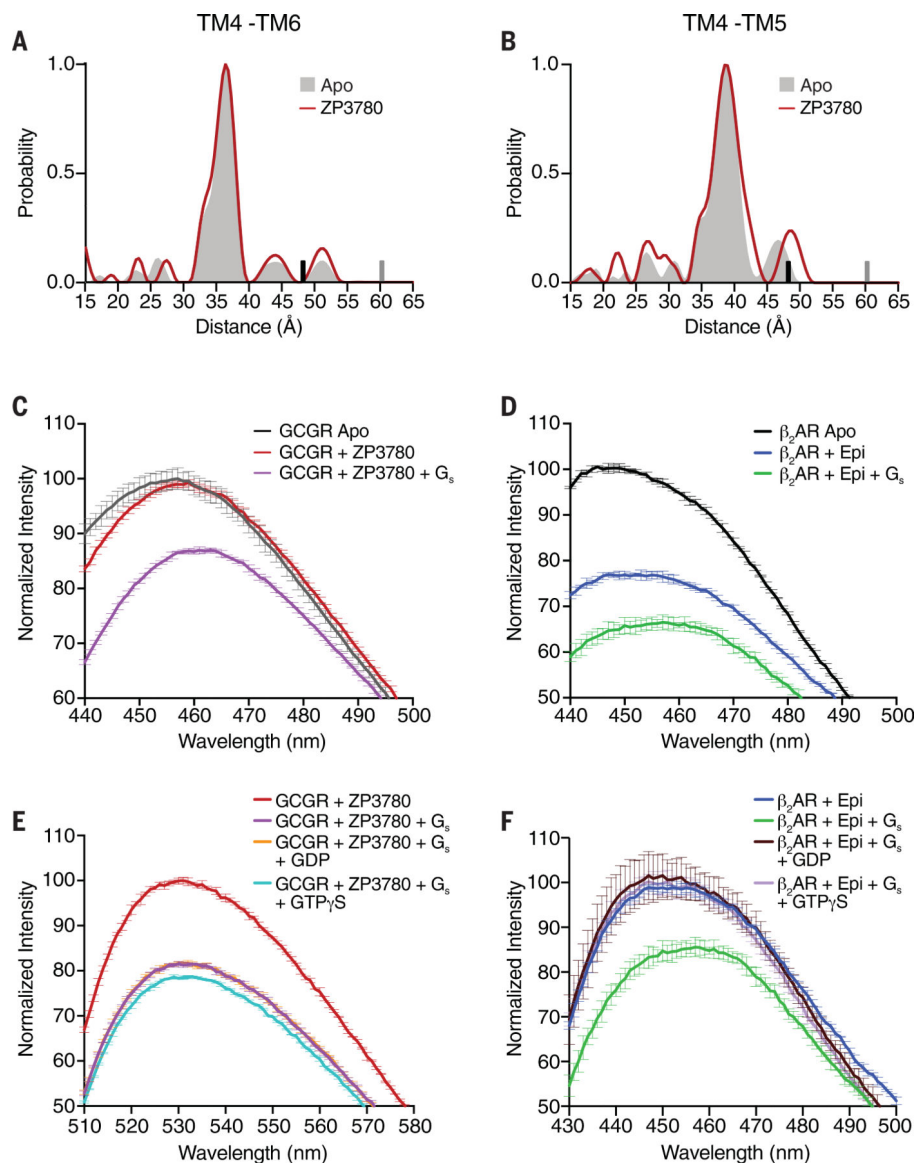 TM4 -TM6
TM4 -TM5
A
Apo
ZP3780
Probability
1.0
0.5
0.0
15 20 25 30 35 40 45 50 55 60 65
Distance (Å)
B
Apo
ZP3780
Probability
1.0
0.5
0.0
15 20 25 30 35 40 45 50 55 60 65
Distance (Å)
C
GCGR Apo
GCGR + ZP3780
GCGR + ZP3780 + Gs
Normalized Intensity
110
100
90
80
70
60
440 450 460 470 480 490 500
Wavelength (nm)
D
β2AR Apo
β2AR + Epi
β2AR + Epi + Gs
Normalized Intensity
110
100
90
80
70
60
50
440 450 460 470 480 490 500
Wavelength (nm)
E
GCGR + ZP3780
GCGR + ZP3780 + Gs
GCGR + ZP3780 + Gs
+ GDP
GCGR + ZP3780 + Gs
+ GTPγS
Normalized Intensity
110
100
90
80
70
60
50
510 520 530 540 550 560 570 580
Wavelength (nm)
F
β2AR + Epi
β2AR + Epi + Gs
β2AR + Epi + Gs
+ GDP
β2AR + Epi + Gs
+ GTPγS
Normalized Intensity
110
100
90
80
70
60
50
430 440 450 460 470 480 490 500
Wavelength (nm)